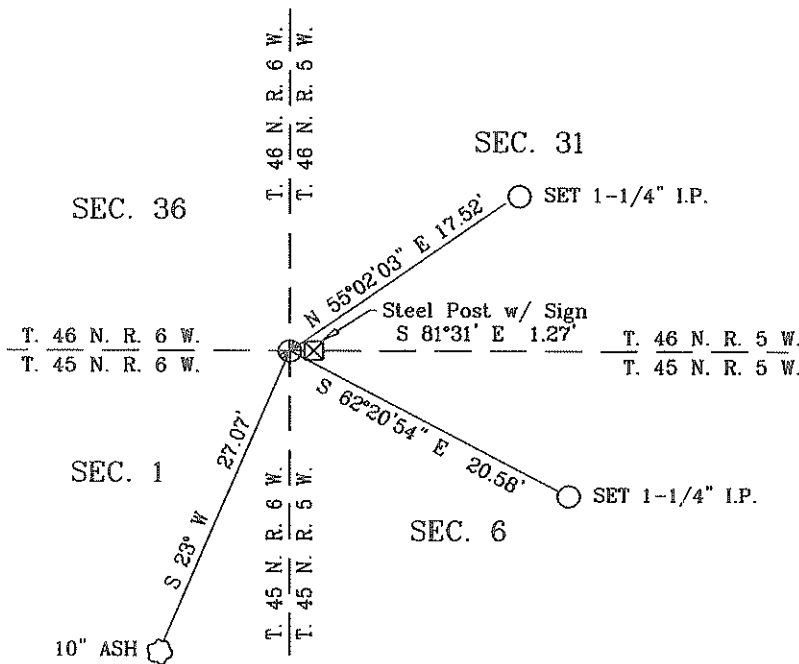 T. 46 N. R. 6 W.
T. 46 N. R. 5 W.
SEC. 31
SEC. 36
SET 1-1/4" I.P.
N 55°02'03" E 17.52'
Steel Post w/ Sign
S 81°31' E 1.27'
T. 46 N. R. 6 W.
T. 45 N. R. 6 W.
T. 46 N. R. 5 W.
T. 45 N. R. 5 W.
S 62°20'54" E 20.58'
SEC. 1
S 23° W 27.07'
T. 45 N. R. 6 W.
T. 45 N. R. 5 W.
SET 1-1/4" I.P.
SEC. 6
10" ASH